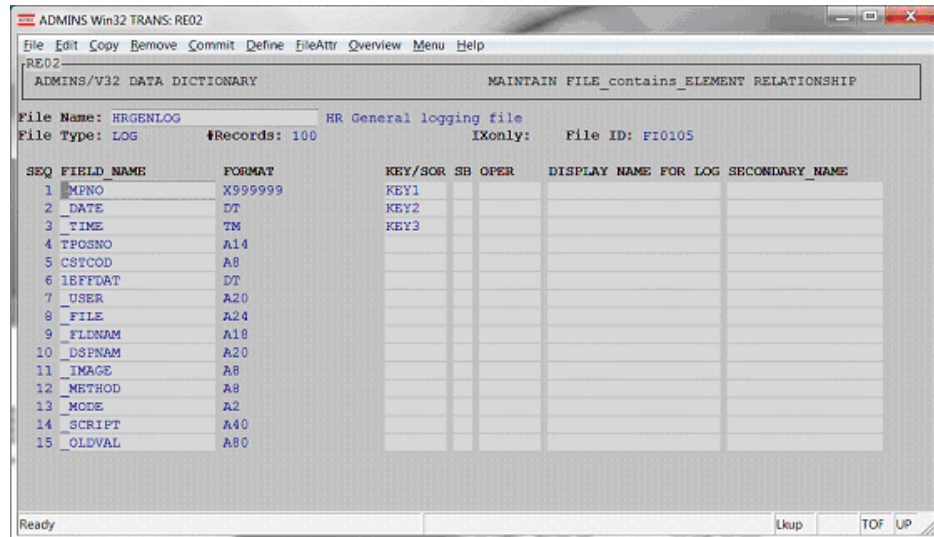 ADMINS Win32 TRANS: RE02
File Edit Copy Remove Commit Define FileAttr Overview Menu Help
RE02
ADMINS/V32 DATA DICTIONARY MAINTAIN FILE_contains_ELEMENT RELATIONSHIP
File Name: HRGENLOG HR General logging file
File Type: LOG #Records: 100 IXonly: File ID: FI0105
SEQ FIELD_NAME FORMAT KEY/SOR SB OPER DISPLAY NAME FOR LOG SECONDARY_NAME
1 MPNO X999999 KEY1
2 _DATE DT KEY2
3 _TIME TM KEY3
4 TPOSNO A14
5 CSTCOD A8
6 1EFFDAT DT
7 _USER A20
8 _FILE A24
9 _FLDNAM A18
10 _DSPNAM A20
11 _IMAGE A8
12 _METHOD A8
13 _MODE A2
14 _SCRIPT A40
15 _OLDVAL A80
Ready Lkup TOF UP